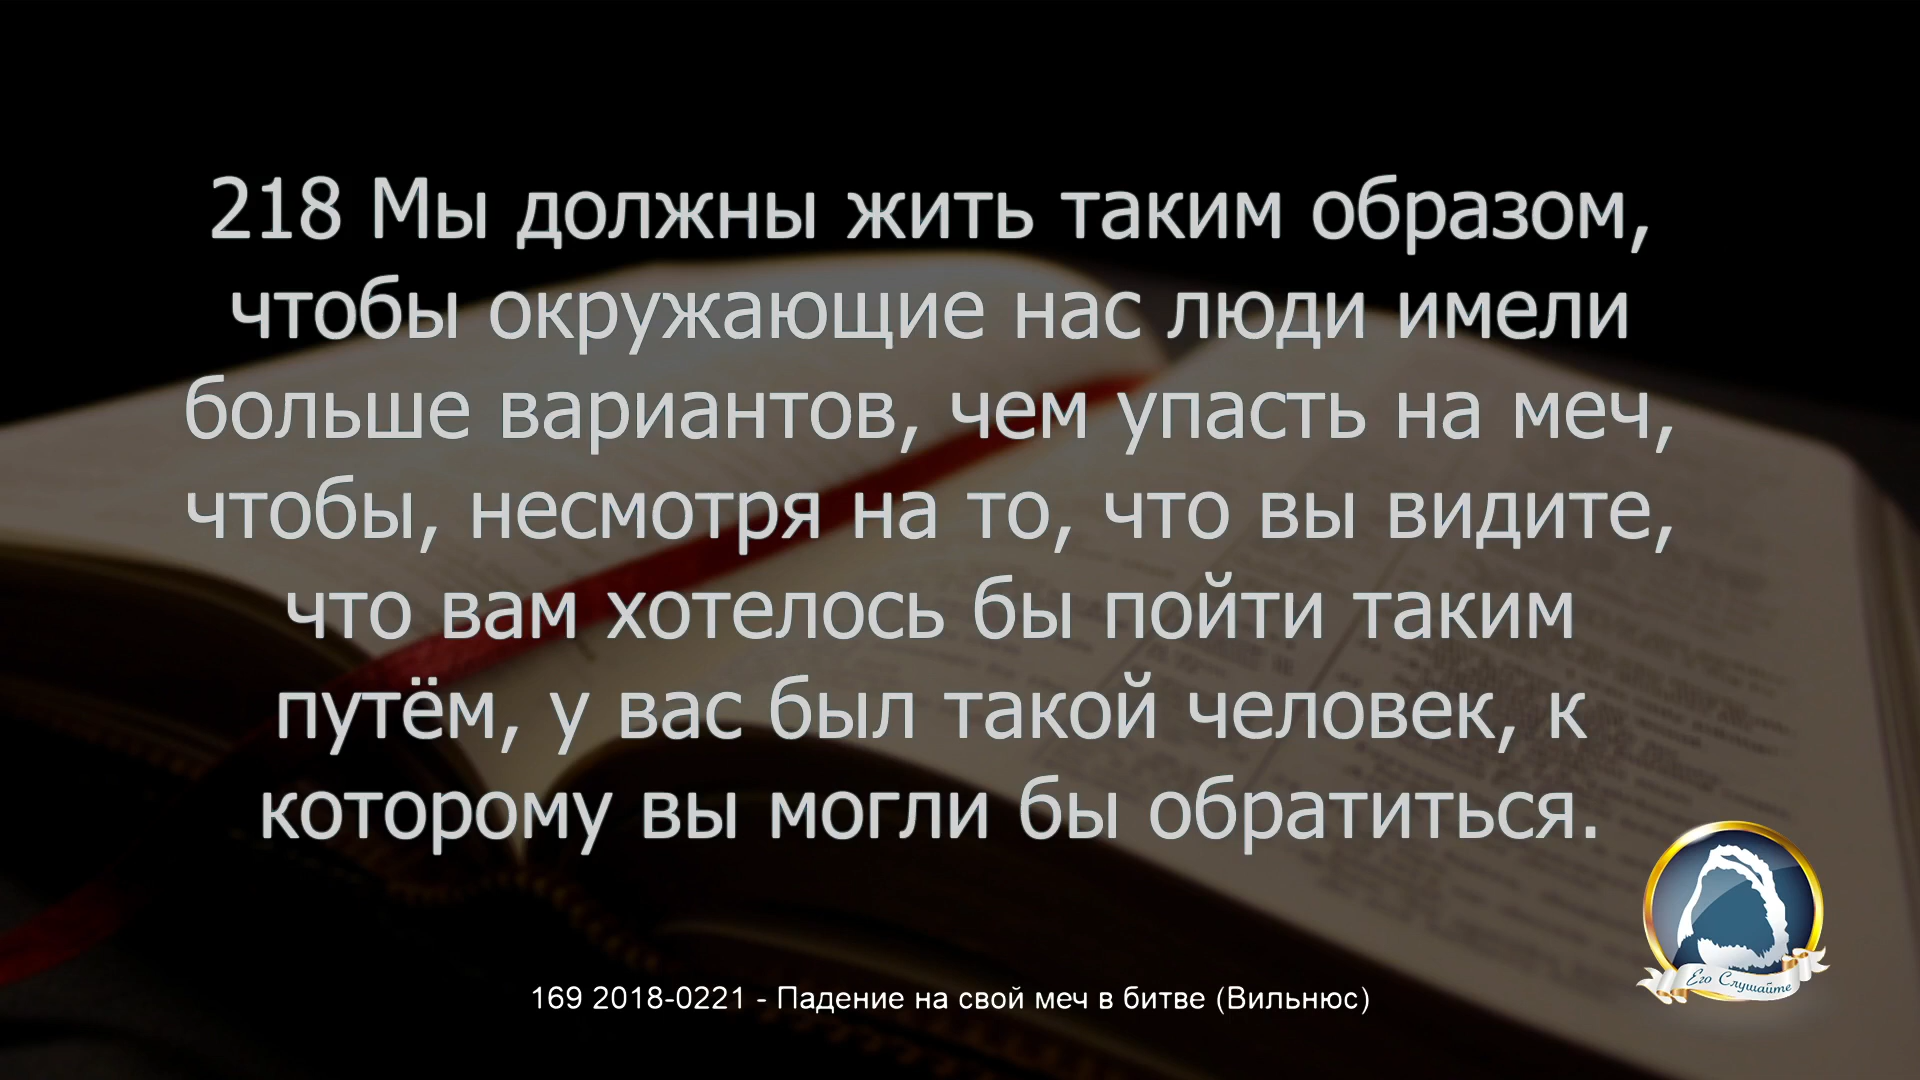 218 Мы должны жить таким образом,
чтобы окружающие нас люди имели
больше вариантов, чем упасть на меч,
чтобы, несмотря на то, что вы видите,
что вам хотелось бы пойти таким
путём, у вас был такой человек, к
которому вы могли бы обратиться.
Его Слушайте
169 2018-0221 - Падение на свой меч в битве (Вильнюс)